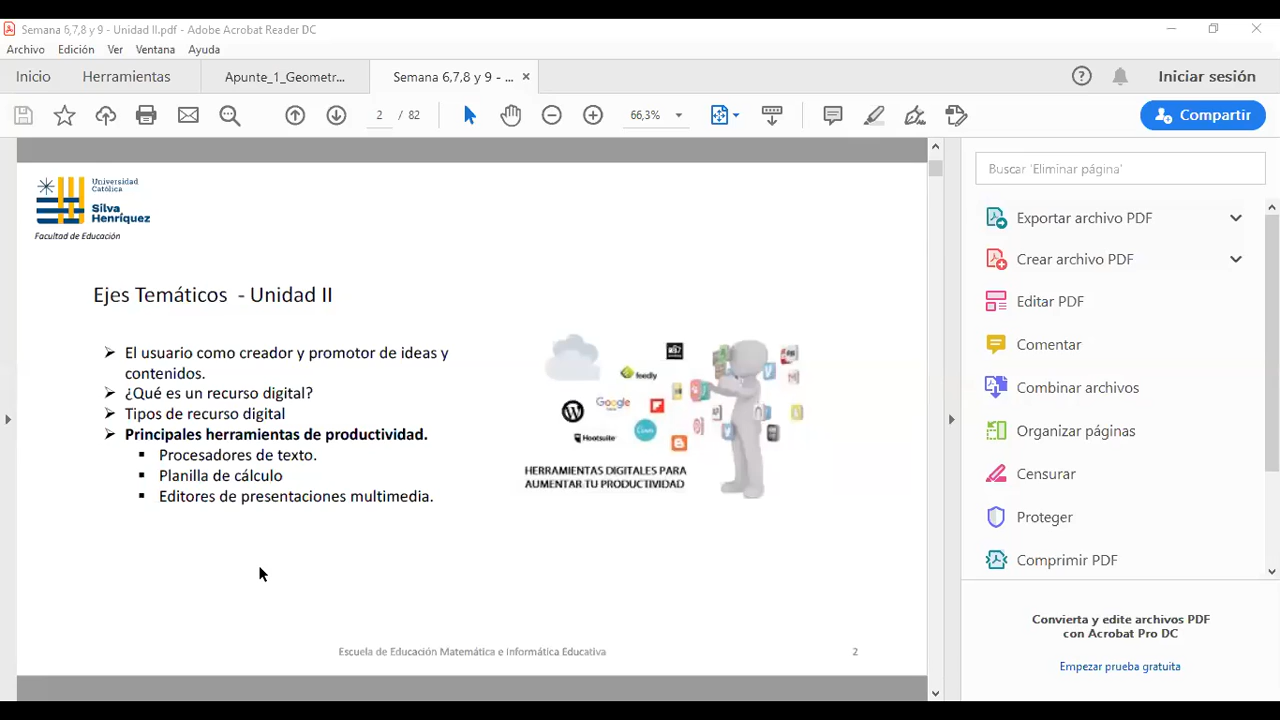 Semana 6,7,8 y 9 - Unidad II.pdf - Adobe Acrobat Reader DC
Archivo Edición Ver Ventana Ayuda
Inicio Herramientas Apunte_1_Geometr... Semana 6,7,8 y 9 - ... × Iniciar sesión
2 / 82 66,3% Compartir
Universidad
Católica
Silva
Henríquez
Facultad de Educación
Ejes Temáticos - Unidad II
➢ El usuario como creador y promotor de ideas y
contenidos.
➢ ¿Qué es un recurso digital?
➢ Tipos de recurso digital
➢ Principales herramientas de productividad.
▪ Procesadores de texto.
▪ Planilla de cálculo
▪ Editores de presentaciones multimedia.
feedly
Google
Hootsuite
HERRAMIENTAS DIGITALES PARA
AUMENTAR TU PRODUCTIVIDAD
Escuela de Educación Matemática e Informática Educativa 2
Buscar 'Eliminar página'
Exportar archivo PDF
Crear archivo PDF
Editar PDF
Comentar
Combinar archivos
Organizar páginas
Censurar
Proteger
Comprimir PDF
Convierta y edite archivos PDF
con Acrobat Pro DC
Empezar prueba gratuita